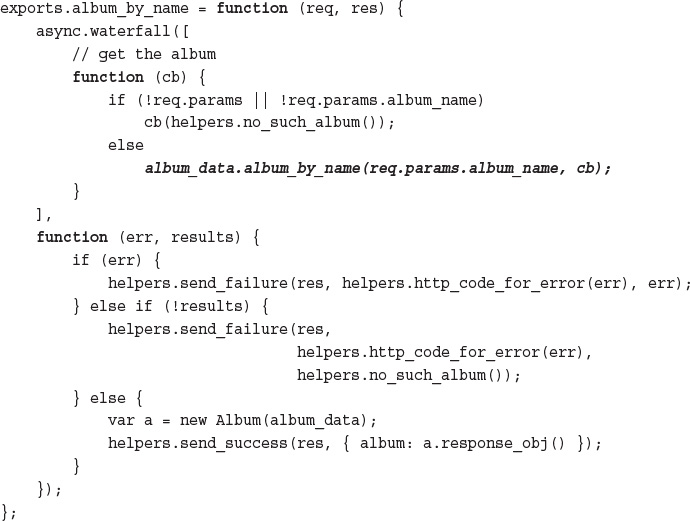 exports.album_by_name = function (req, res) {
    async.waterfall([
        // get the album
        function (cb) {
            if (!req.params || !req.params.album_name)
                cb(helpers.no_such_album());
            else
                album_data.album_by_name(req.params.album_name, cb);
        }
    ],
    function (err, results) {
        if (err) {
            helpers.send_failure(res, helpers.http_code_for_error(err), err);
        } else if (!results) {
            helpers.send_failure(res,
                                 helpers.http_code_for_error(err),
                                 helpers.no_such_album());
        } else {
            var a = new Album(album_data);
            helpers.send_success(res, { album: a.response_obj() });
        }
    });
};